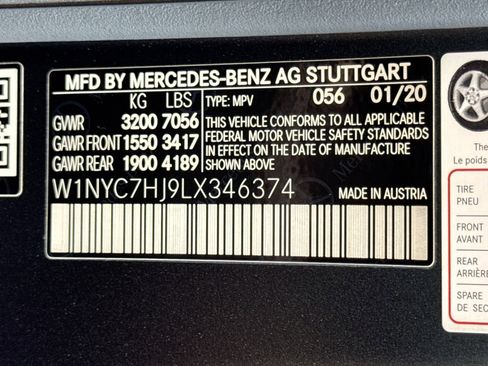 MFD BY MERCEDES-BENZ AG STUTTGART
KG LBS TYPE: MPV 056 01/20
GVWR 3200 7056
GAWR FRONT 1550 3417
GAWR REAR 1900 4189
THIS VEHICLE CONFORMS TO ALL APPLICABLE
FEDERAL MOTOR VEHICLE SAFETY STANDARDS
IN EFFECT ON THE DATE OF MANUFACTURE
SHOWN ABOVE
W1NYC7HJ9LX346374 MADE IN AUSTRIA
The
Le poids
TIRE
PNEU
FRONT
AVANT
REAR
ARRIÈRE
SPARE
DE SEC